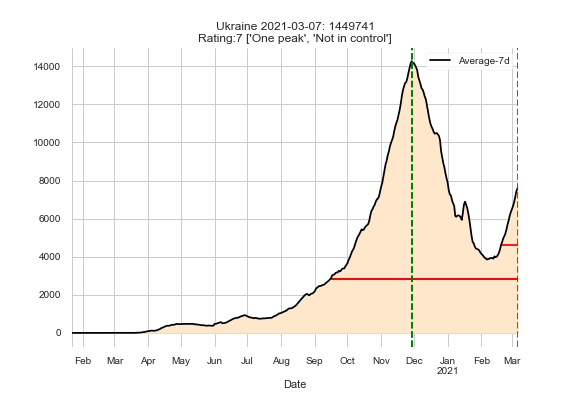 Ukraine 2021-03-07: 1449741
Rating:7 ['One peak', 'Not in control']
Average-7d
14000
12000
10000
8000
6000
4000
2000
0
Feb Mar Apr May Jun Jul Aug Sep Oct Nov Dec Jan Feb Mar
2021
Date